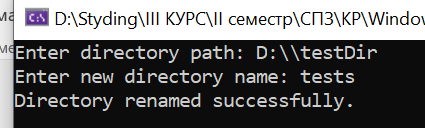 D:\Styding\III КУРС\II семестр\СПЗ\КР\Window
Enter directory path: D:\\testDir
Enter new directory name: tests
Directory renamed successfully.